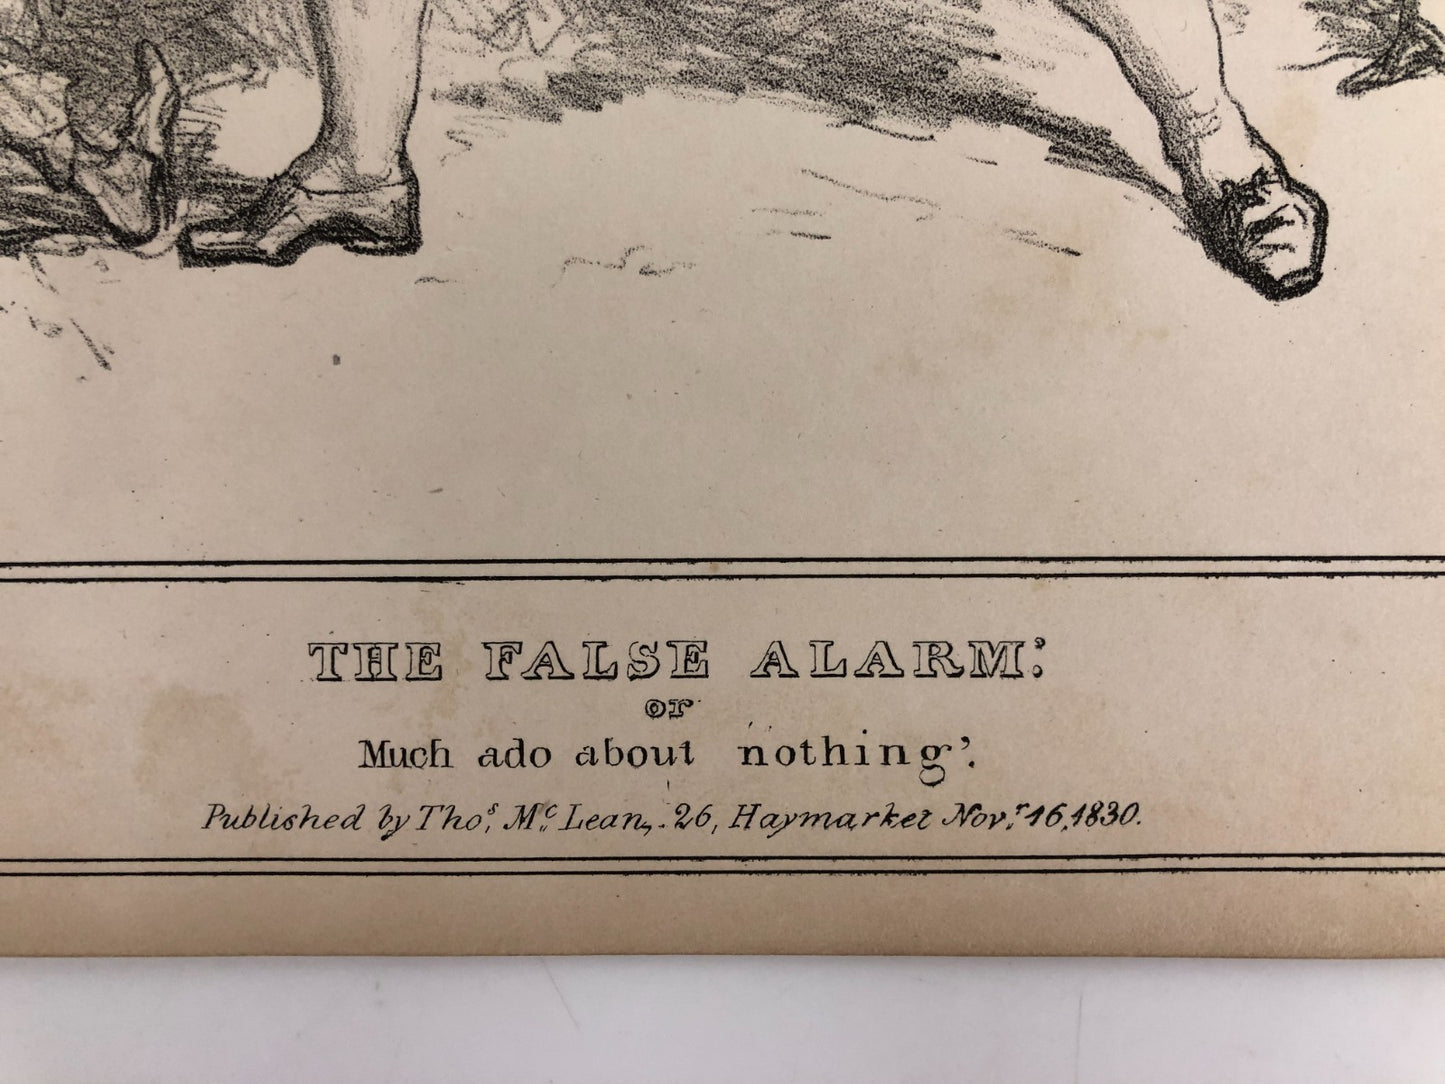 THE FALSE ALARM.'
or
Much ado about nothing'.
Published by Thos. Mc. Lean, 26, Haymarket Novr. 16, 1830.